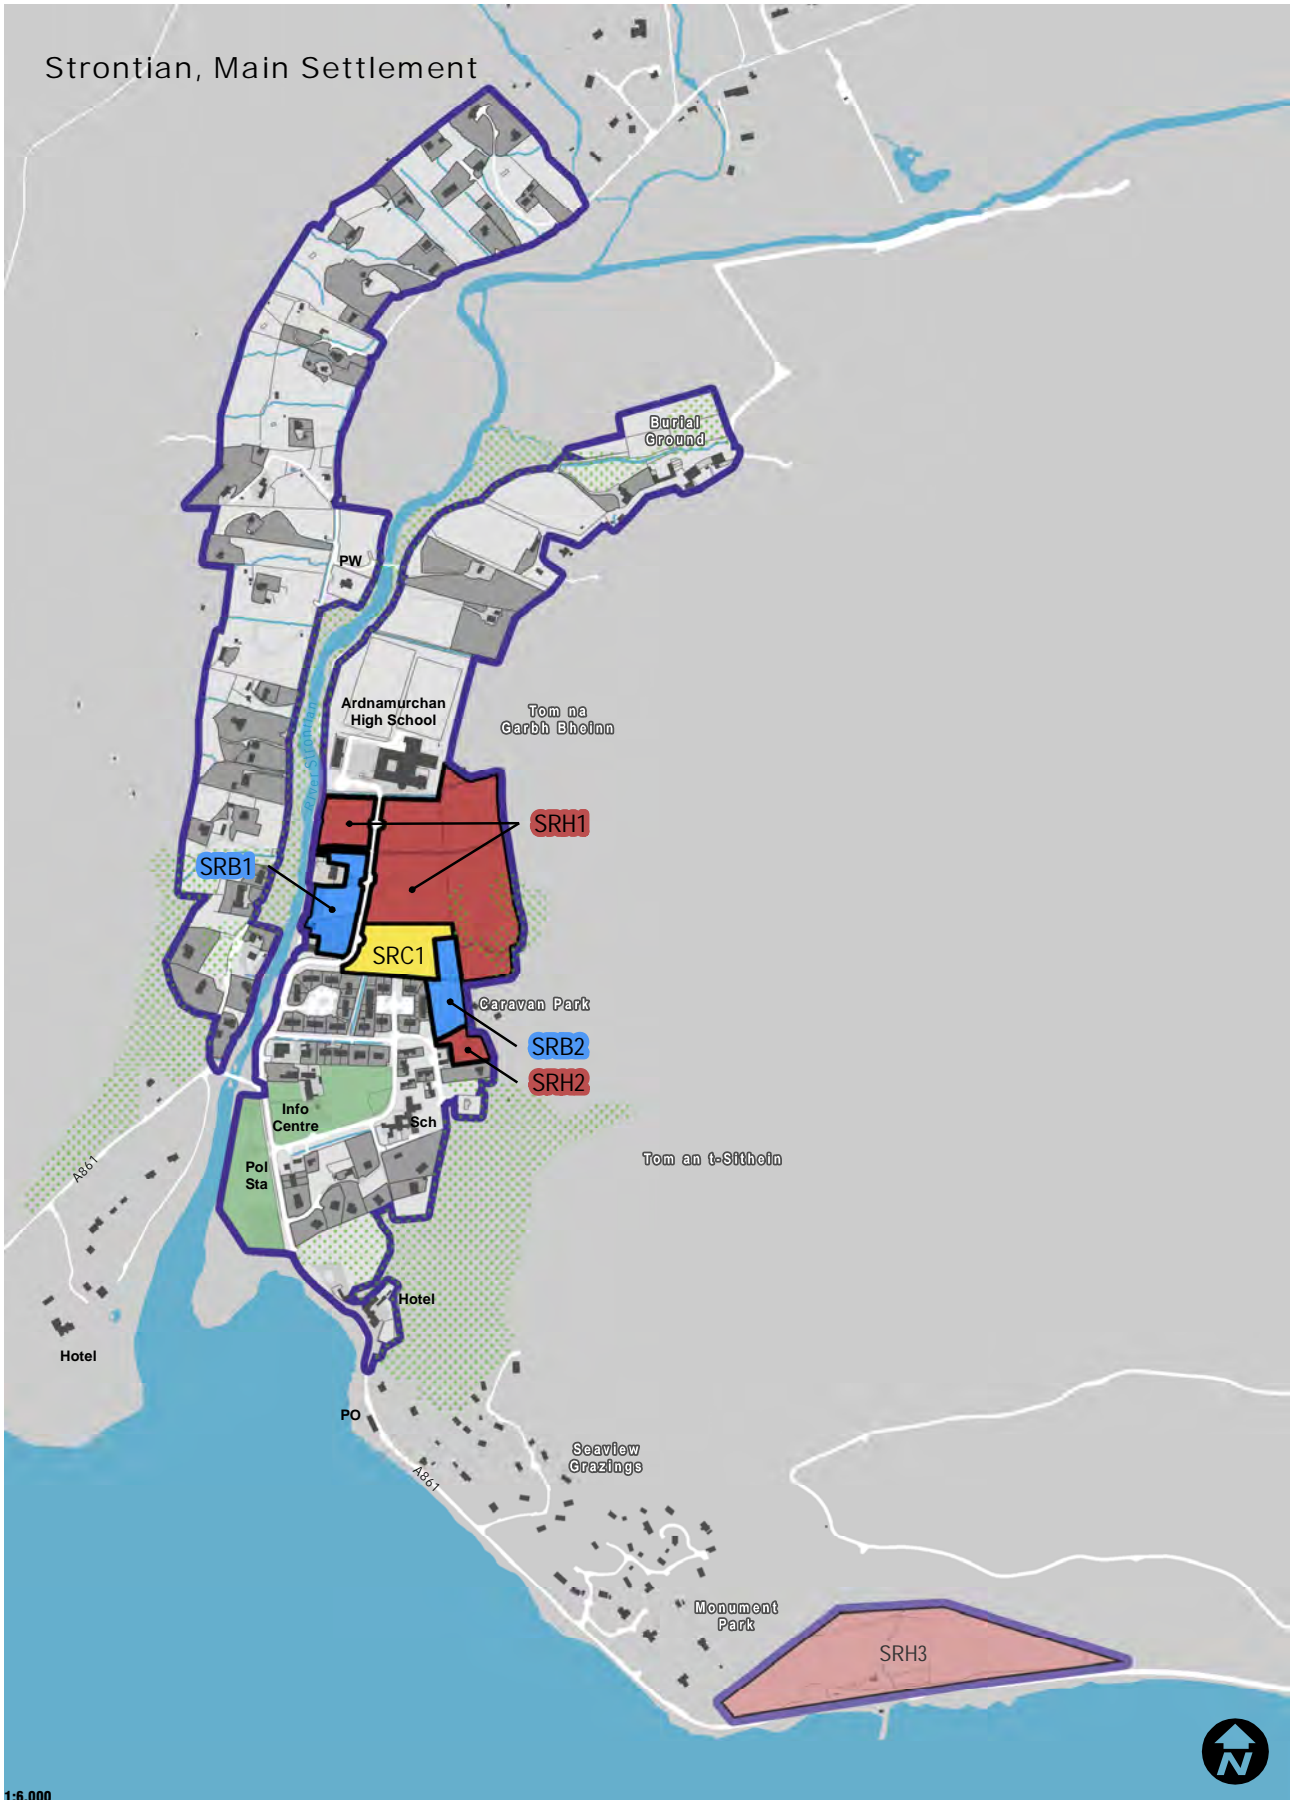 Strontian, Main Settlement
Burial
Ground
PW
Ardnamurchan
High School
Tom na
Garbh Bheinn
River Strontian
SRH1
SRB1
SRC1
Caravan Park
SRB2
SRH2
Info
Centre
Sch
Tom an t-Sithein
A861
Pol
Sta
Hotel
Hotel
PO
Seaview
Grazings
A861
Monument
Park
SRH3
N
1:6,000